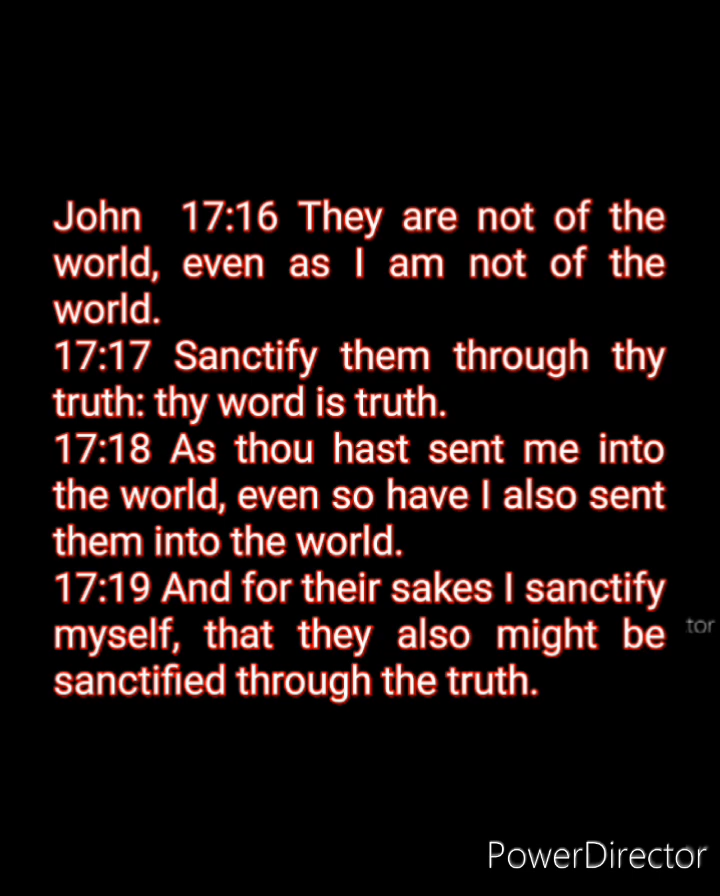 John 17:16 They are not of the
world, even as I am not of the
world.
17:17 Sanctify them through thy
truth: thy word is truth.
17:18 As thou hast sent me into
the world, even so have I also sent
them into the world.
17:19 And for their sakes I sanctify
myself, that they also might be
sanctified through the truth.
tor
PowerDirector